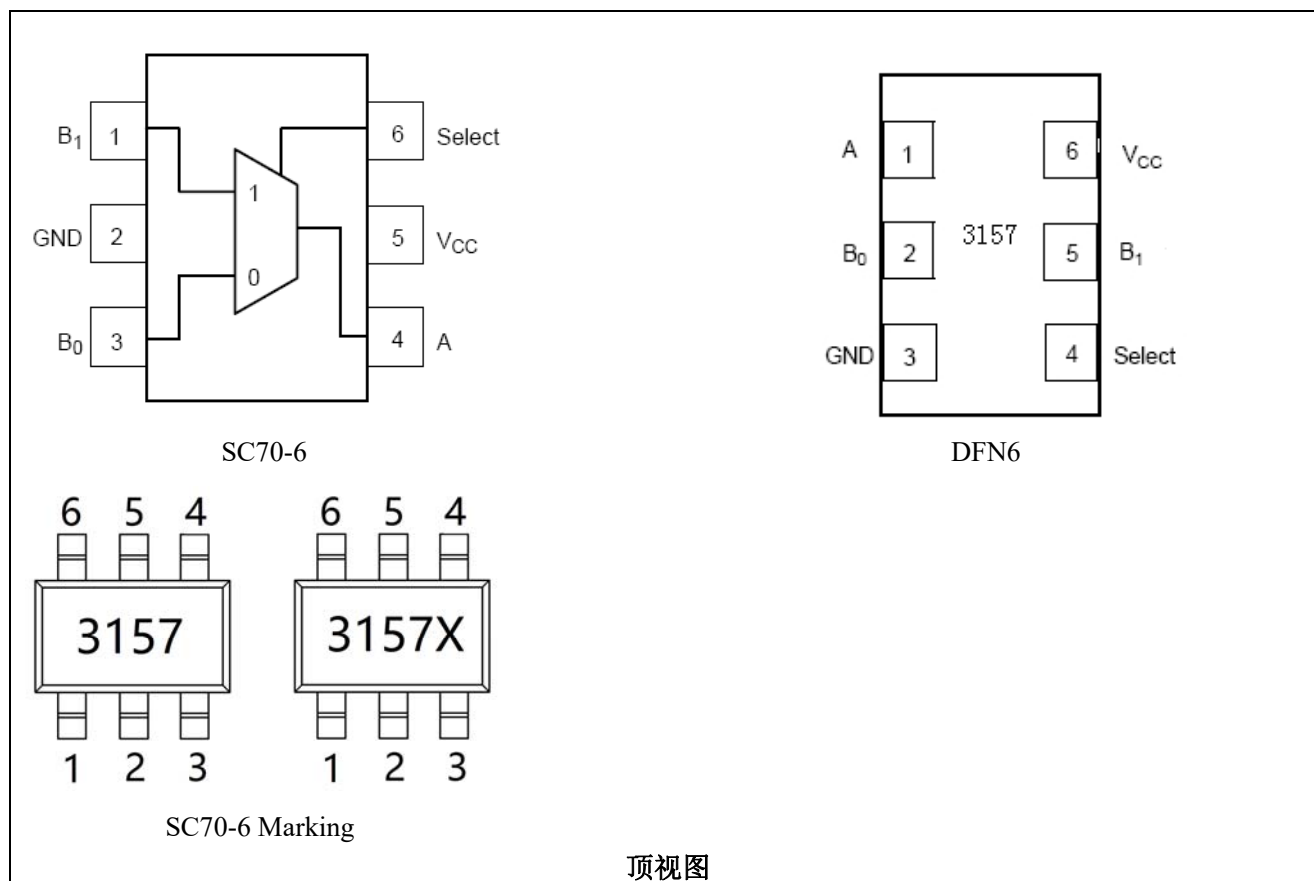 B₁ 1 6 Select
1
GND 2 5 V_CC
0
B₀ 3 4 A
SC70-6
A 1 6 V_CC
B₀ 2 3157 5 B₁
GND 3 4 Select
DFN6
6 5 4
3157
1 2 3
6 5 4
3157X
1 2 3
SC70-6 Marking
顶视图